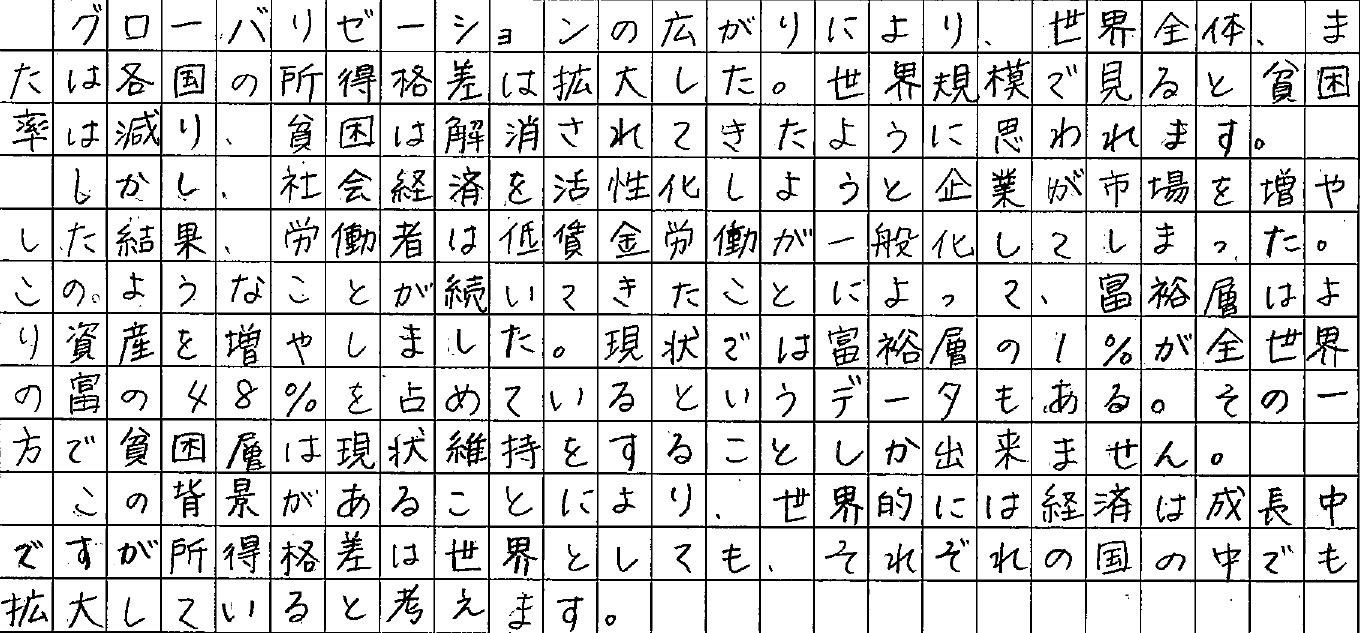 グローバリゼーションの広がりにより、世界全体、ま
たは各国の所得格差は拡大した。世界規模で見ると貧困
率は減り、貧困は解消されてきたように思われます。
しかし、社会経済を活性化しようと企業が市場を増や
した結果、労働者は低賃金労働が一般化してしまった。
この。ようなことが続いてきたことによって、富裕層はよ
り資産を増やしました。現状では富裕層の1%が全世界
の富の48%を占めているというデータもある。その一
方で貧困層は現状維持をすることしか出来ません。
この背景があることにより、世界的には経済は成長中
ですが所得格差は世界としても、それぞれの国の中でも
拡大していると考えます。